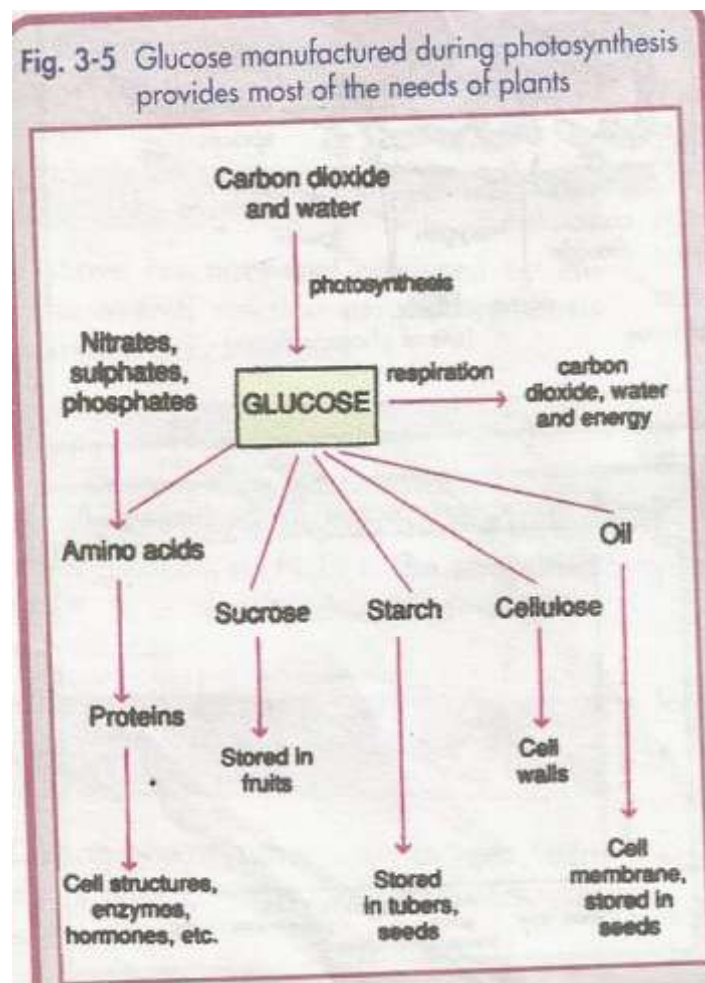 Fig. 3-5 Glucose manufactured during photosynthesis
provides most of the needs of plants
Carbon dioxide
and water
photosynthesis
Nitrates,
sulphates,
phosphates
GLUCOSE
respiration
carbon
dioxide, water
and energy
Amino acids
Oil
Sucrose
Starch
Cellulose
Proteins
Stored in
fruits
Cell
walls
Cell structures,
enzymes,
hormones, etc.
Stored
in tubers,
seeds
Cell
membrane,
stored in
seeds